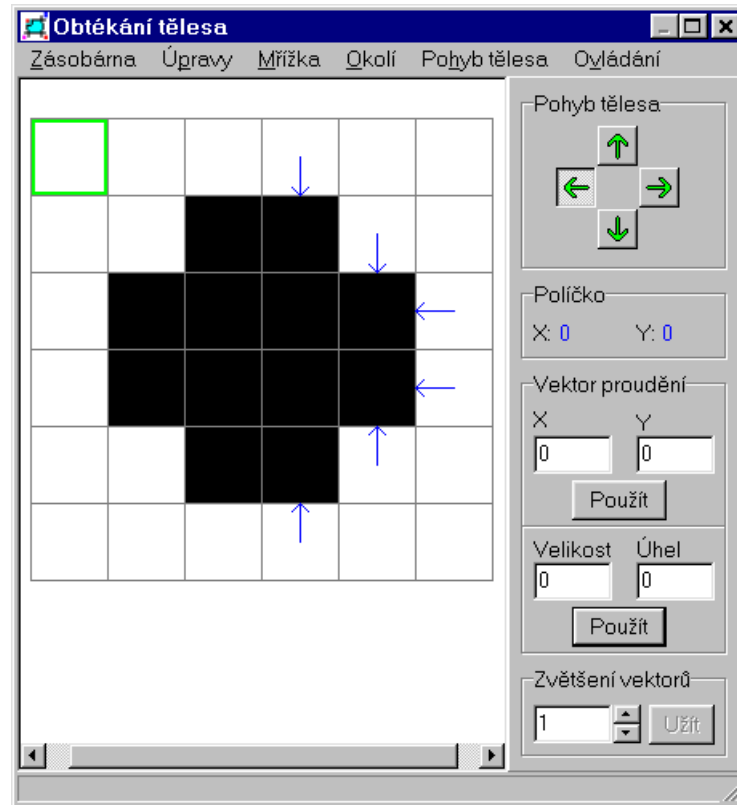 Obtékání tělesa
Zásobárna Úpravy Mřížka Okolí Pohyb tělesa Ovládání
Pohyb tělesa
Políčko
X: 0 Y: 0
Vektor proudění
X Y
0 0
Použít
Velikost Úhel
0 0
Použít
Zvětšení vektorů
1 Užít